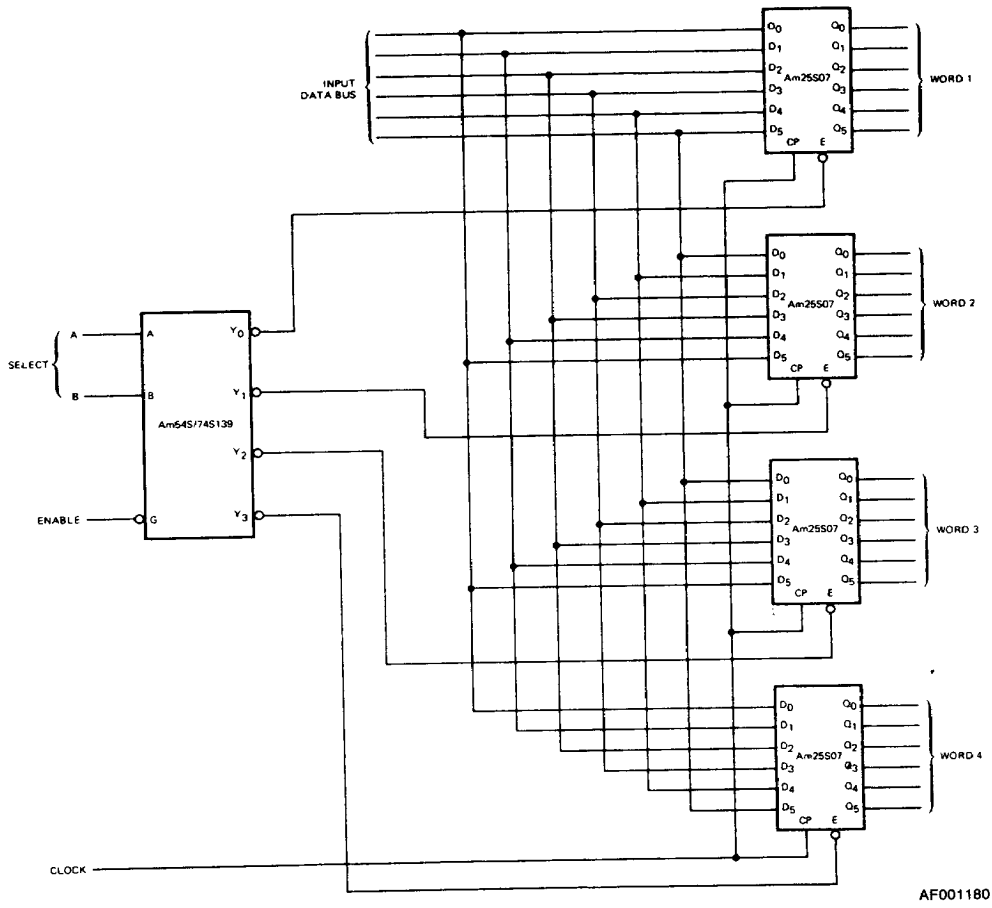 INPUT
DATA BUS
D0
D1
D2
D3
D4
D5
Am25S07
Q0
Q1
Q2
Q3
Q4
Q5
CP
E
WORD 1
D0
D1
D2
D3
D4
D5
Am25S07
Q0
Q1
Q2
Q3
Q4
Q5
CP
E
WORD 2
SELECT
A
B
ENABLE
A
B
G
Am54S/74S139
Y0
Y1
Y2
Y3
D0
D1
D2
D3
D4
D5
Am25S07
Q0
Q1
Q2
Q3
Q4
Q5
CP
E
WORD 3
D0
D1
D2
D3
D4
D5
Am25S07
Q0
Q1
Q2
Q3
Q4
Q5
CP
E
WORD 4
CLOCK
AF001180